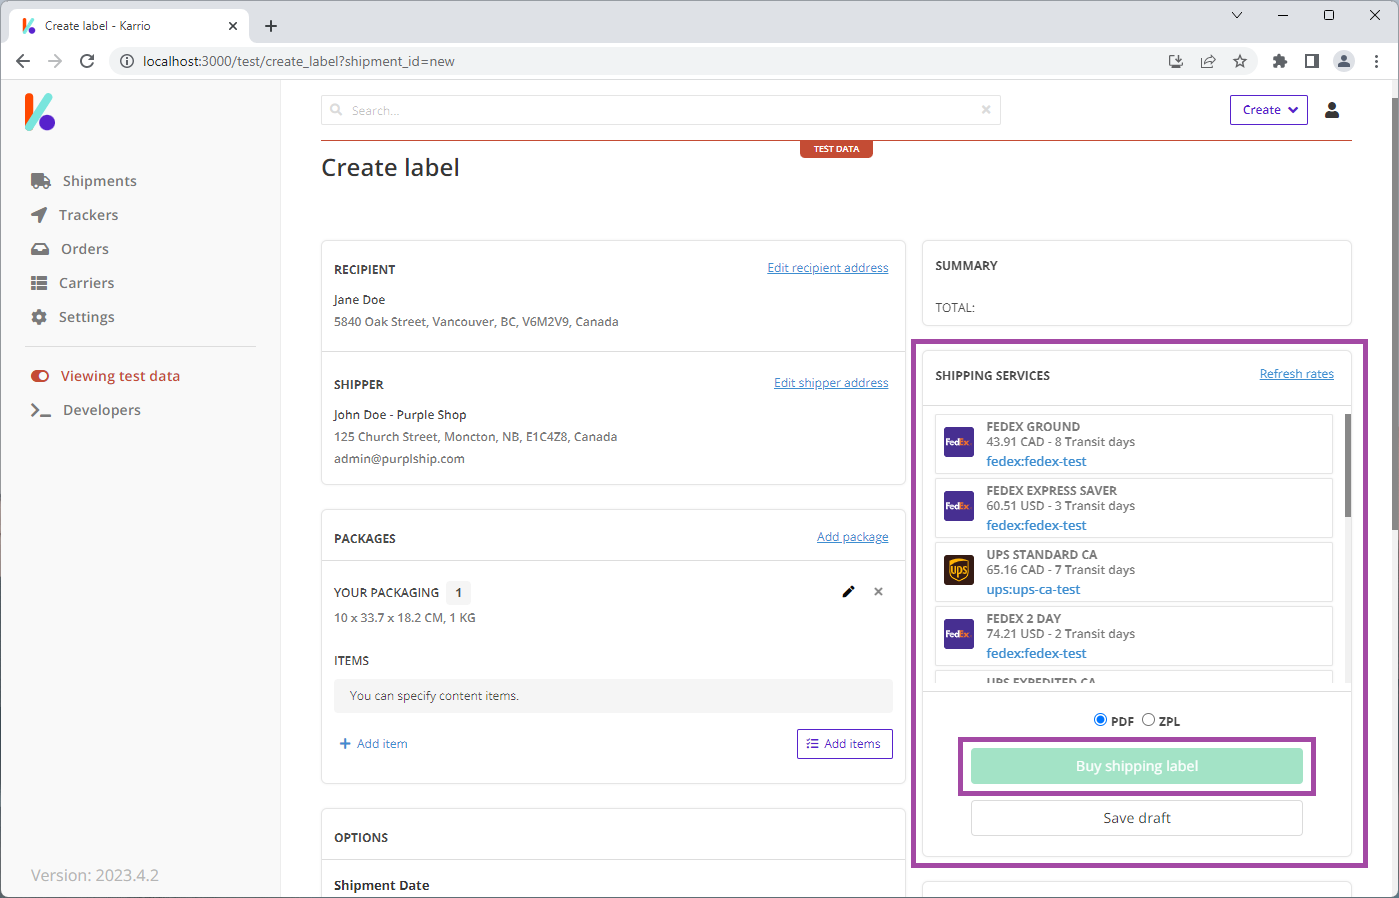 Create label - Karrio
localhost:3000/test/create_label?shipment_id=new
Search...
Create
TEST DATA
Create label
Shipments
Trackers
Orders
Carriers
Settings
Viewing test data
Developers
Version: 2023.4.2
RECIPIENT
Edit recipient address
Jane Doe
5840 Oak Street, Vancouver, BC, V6M2V9, Canada
SHIPPER
Edit shipper address
John Doe - Purple Shop
125 Church Street, Moncton, NB, E1C4Z8, Canada
admin@purplship.com
PACKAGES
Add package
YOUR PACKAGING 1
10 x 33.7 x 18.2 CM, 1 KG
ITEMS
You can specify content items.
Add item
Add items
OPTIONS
Shipment Date
SUMMARY
TOTAL:
SHIPPING SERVICES
Refresh rates
FedEx
FEDEX GROUND
43.91 CAD - 8 Transit days
fedex:fedex-test
FedEx
FEDEX EXPRESS SAVER
60.51 USD - 3 Transit days
fedex:fedex-test
ups
UPS STANDARD CA
65.16 CAD - 7 Transit days
ups:ups-ca-test
FedEx
FEDEX 2 DAY
74.21 USD - 2 Transit days
fedex:fedex-test
UPS EXPEDITED CA
PDF ZPL
Buy shipping label
Save draft